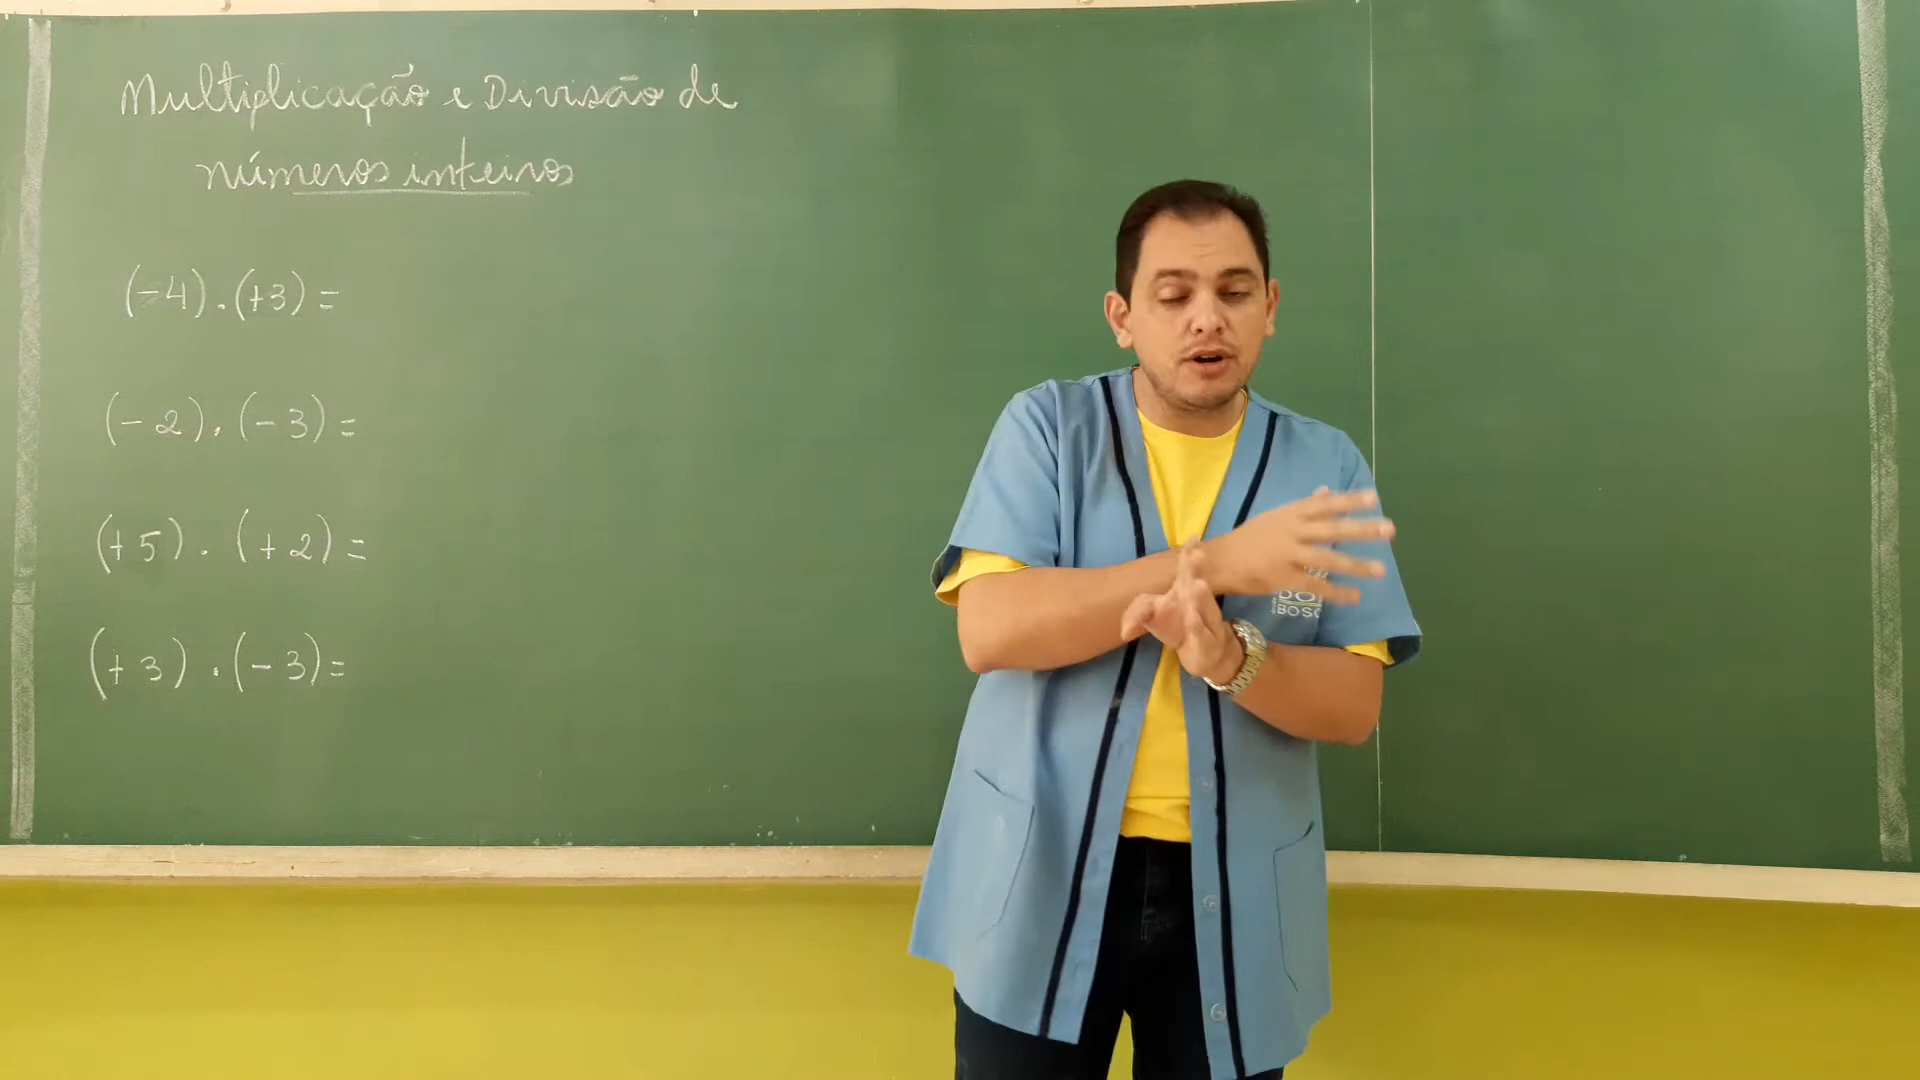 Multiplicação e Divisão de
números inteiros
(-4).(+3)=
(-2).(-3)=
(+5).(+2)=
(+3).(-3)=